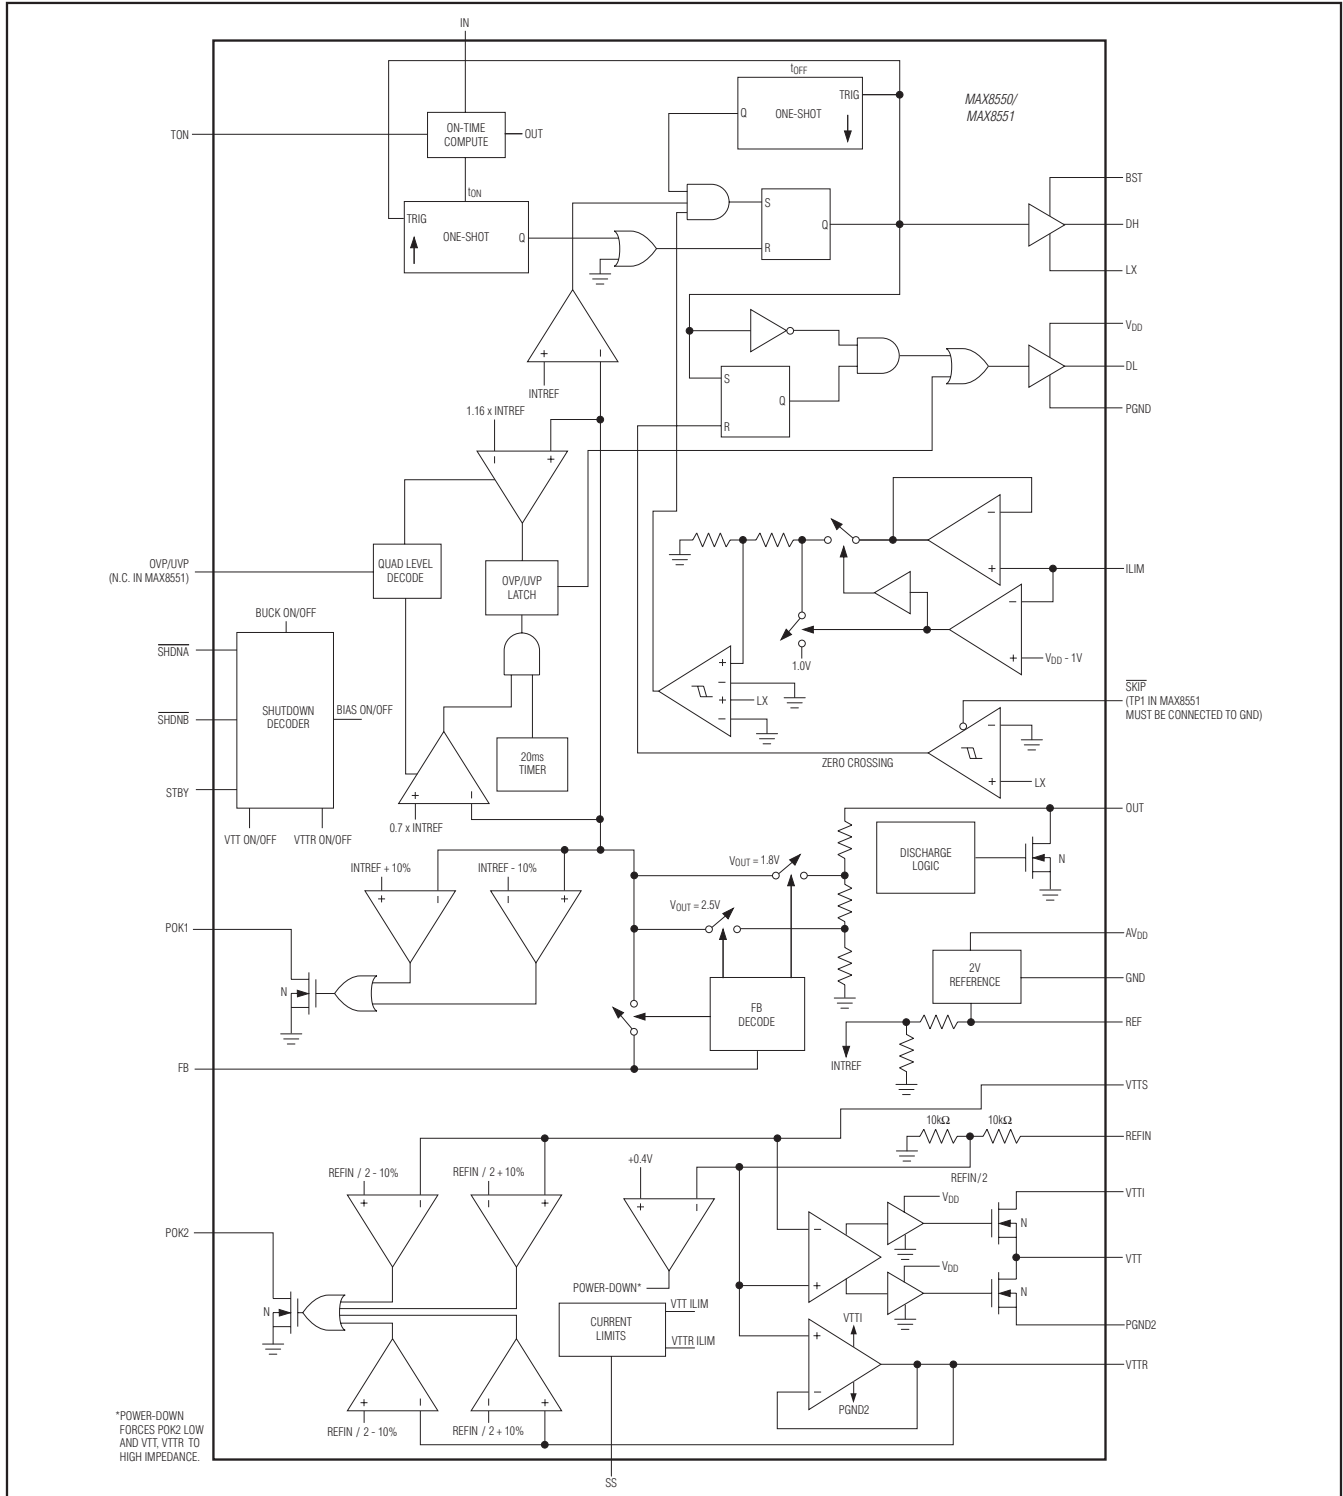 IN
tOFF
TRIG
Q
ONE-SHOT
MAX8550/
MAX8551
TON
ON-TIME
COMPUTE
OUT
tON
TRIG
ONE-SHOT
Q
S
Q
R
BST
DH
LX
+
−
INTREF
S
Q
R
VDD
DL
PGND
1.16 x INTREF
−
+
OVP/UVP
(N.C. IN MAX8551)
QUAD LEVEL
DECODE
OVP/UVP
LATCH
−
+
ILIM
−
+
VDD - 1V
1.0V
BUCK ON/OFF
SHDNA
SHDNB
STBY
SHUTDOWN
DECODER
BIAS ON/OFF
VTT ON/OFF
VTTR ON/OFF
20ms
TIMER
+
−
0.7 x INTREF
+
−
+
−
LX
SKIP
(TP1 IN MAX8551
MUST BE CONNECTED TO GND)
−
+
LX
ZERO CROSSING
OUT
DISCHARGE
LOGIC
N
INTREF + 10%
INTREF - 10%
+
−
−
+
VOUT = 1.8V
VOUT = 2.5V
POK1
N
FB
DECODE
FB
AVDD
2V
REFERENCE
GND
REF
INTREF
VTTS
10kΩ
10kΩ
REFIN
REFIN/2
REFIN / 2 - 10%
REFIN / 2 + 10%
+
−
−
+
+0.4V
+
−
POWER-DOWN*
POK2
N
−
+
VDD
VDD
N
N
VTTI
VTT
PGND2
CURRENT
LIMITS
VTT ILIM
VTTR ILIM
VTTI
+
−
PGND2
VTTR
+
−
−
+
REFIN / 2 - 10%
REFIN / 2 + 10%
*POWER-DOWN
FORCES POK2 LOW
AND VTT, VTTR TO
HIGH IMPEDANCE.
SS